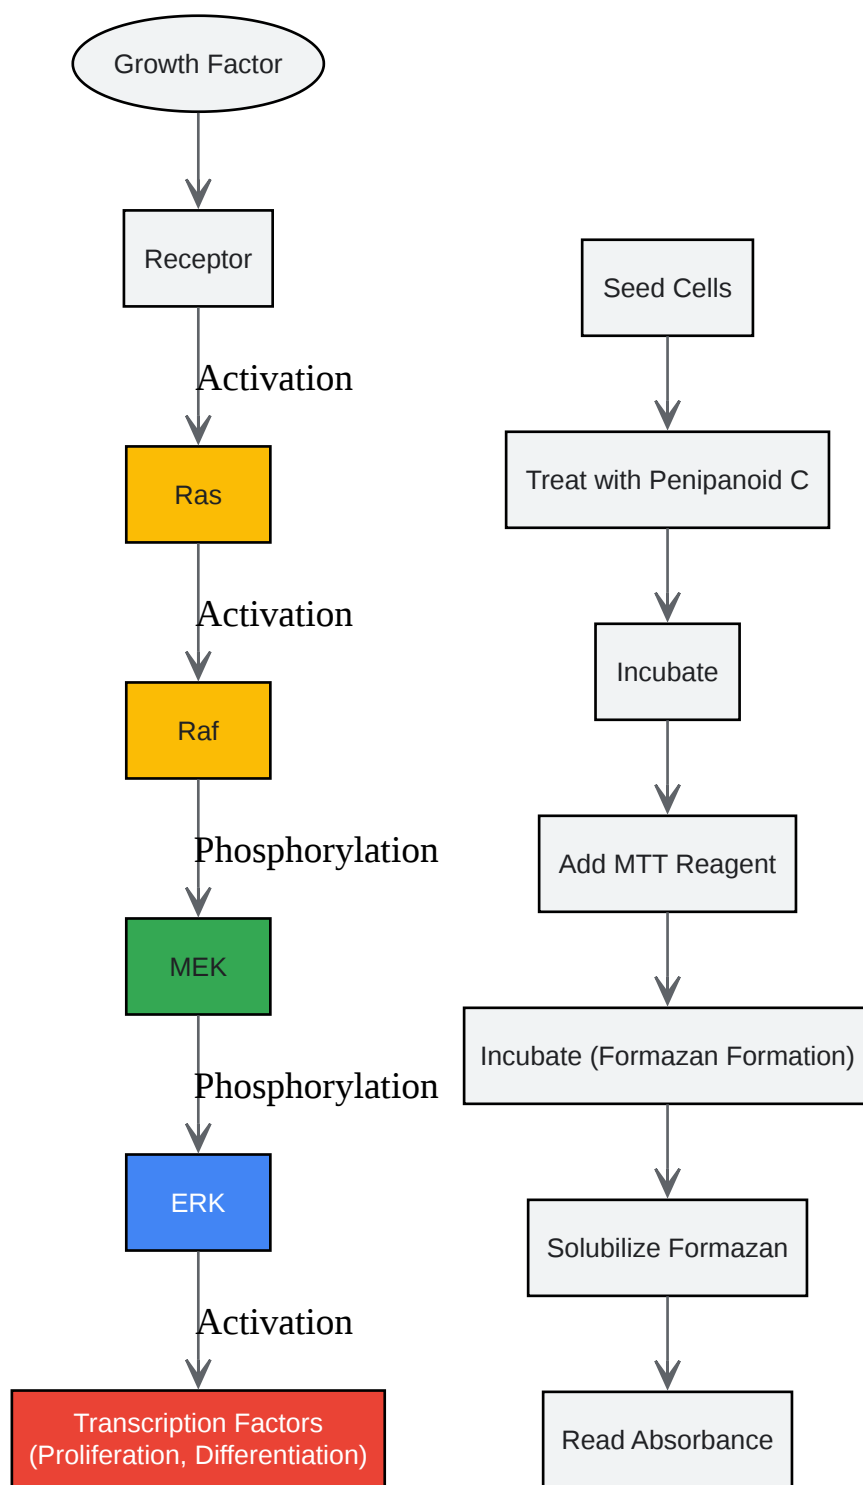 Growth Factor
Receptor
Activation
Ras
Activation
Raf
Phosphorylation
MEK
Phosphorylation
ERK
Activation
Transcription Factors
(Proliferation, Differentiation)
Seed Cells
Treat with Penipanoid C
Incubate
Add MTT Reagent
Incubate (Formazan Formation)
Solubilize Formazan
Read Absorbance